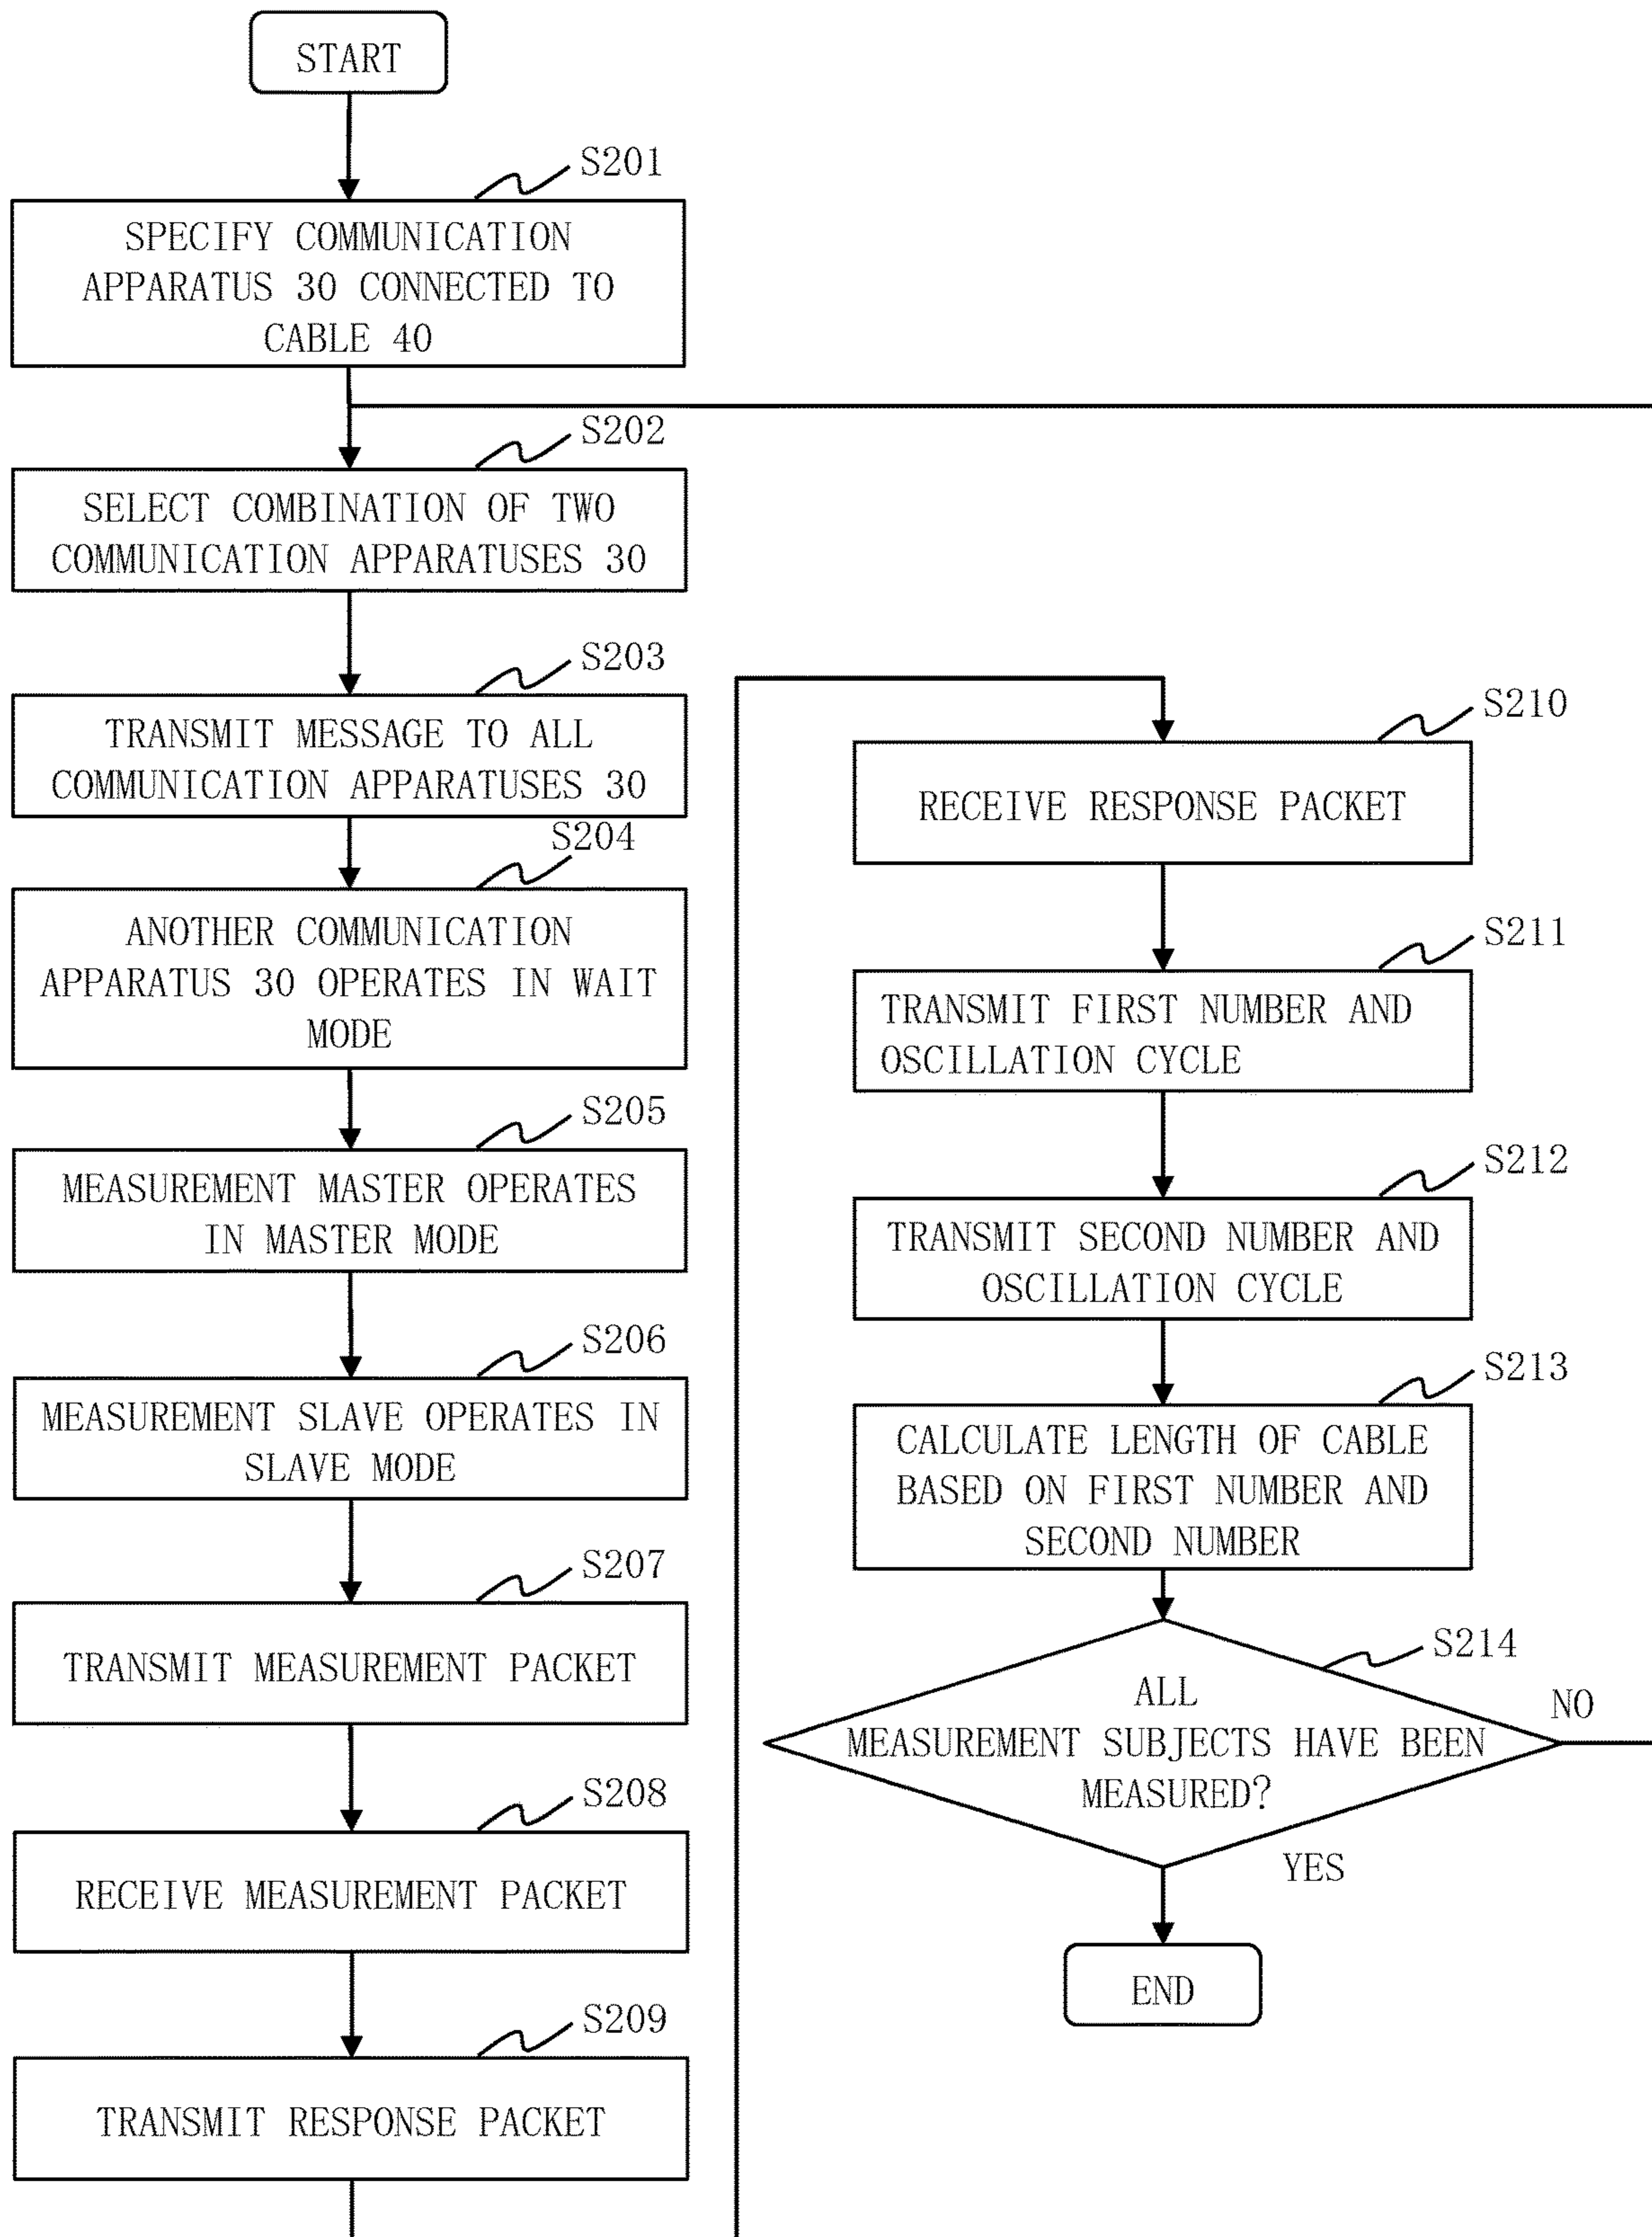 START
S201
SPECIFY COMMUNICATION
APPARATUS 30 CONNECTED TO
CABLE 40
S202
SELECT COMBINATION OF TWO
COMMUNICATION APPARATUSES 30
S203
TRANSMIT MESSAGE TO ALL
COMMUNICATION APPARATUSES 30
S204
ANOTHER COMMUNICATION
APPARATUS 30 OPERATES IN WAIT
MODE
S205
MEASUREMENT MASTER OPERATES
IN MASTER MODE
S206
MEASUREMENT SLAVE OPERATES IN
SLAVE MODE
S207
TRANSMIT MEASUREMENT PACKET
S208
RECEIVE MEASUREMENT PACKET
S209
TRANSMIT RESPONSE PACKET
S210
RECEIVE RESPONSE PACKET
S211
TRANSMIT FIRST NUMBER AND
OSCILLATION CYCLE
S212
TRANSMIT SECOND NUMBER AND
OSCILLATION CYCLE
S213
CALCULATE LENGTH OF CABLE
BASED ON FIRST NUMBER AND
SECOND NUMBER
S214
ALL
MEASUREMENT SUBJECTS HAVE BEEN
MEASURED?
NO
YES
END